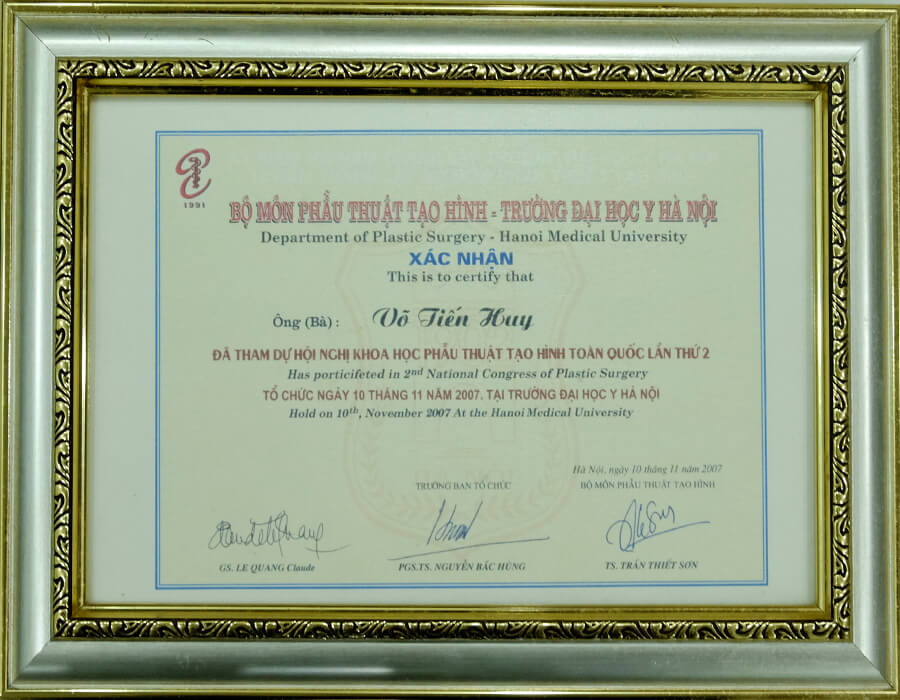 1991
BỘ MÔN PHẪU THUẬT TẠO HÌNH - TRƯỜNG ĐẠI HỌC Y HÀ NỘI
Department of Plastic Surgery - Hanoi Medical University
XÁC NHẬN
This is to certify that
Ông (Bà) : Võ Tiến Huy
ĐÃ THAM DỰ HỘI NGHỊ KHOA HỌC PHẪU THUẬT TẠO HÌNH TOÀN QUỐC LẦN THỨ 2
Has porticifeted in 2nd National Congress of Plastic Surgery
TỔ CHỨC NGÀY 10 THÁNG 11 NĂM 2007. TẠI TRƯỜNG ĐẠI HỌC Y HÀ NỘI
Hold on 10th, November 2007 At the Hanoi Medical University
Hà Nội, ngày 10 tháng 11 năm 2007
TRƯỞNG BAN TỔ CHỨC BỘ MÔN PHẪU THUẬT TẠO HÌNH
GS. LE QUANG Claude PGS.TS. NGUYỄN BẮC HÙNG TS. TRẦN THIẾT SƠN